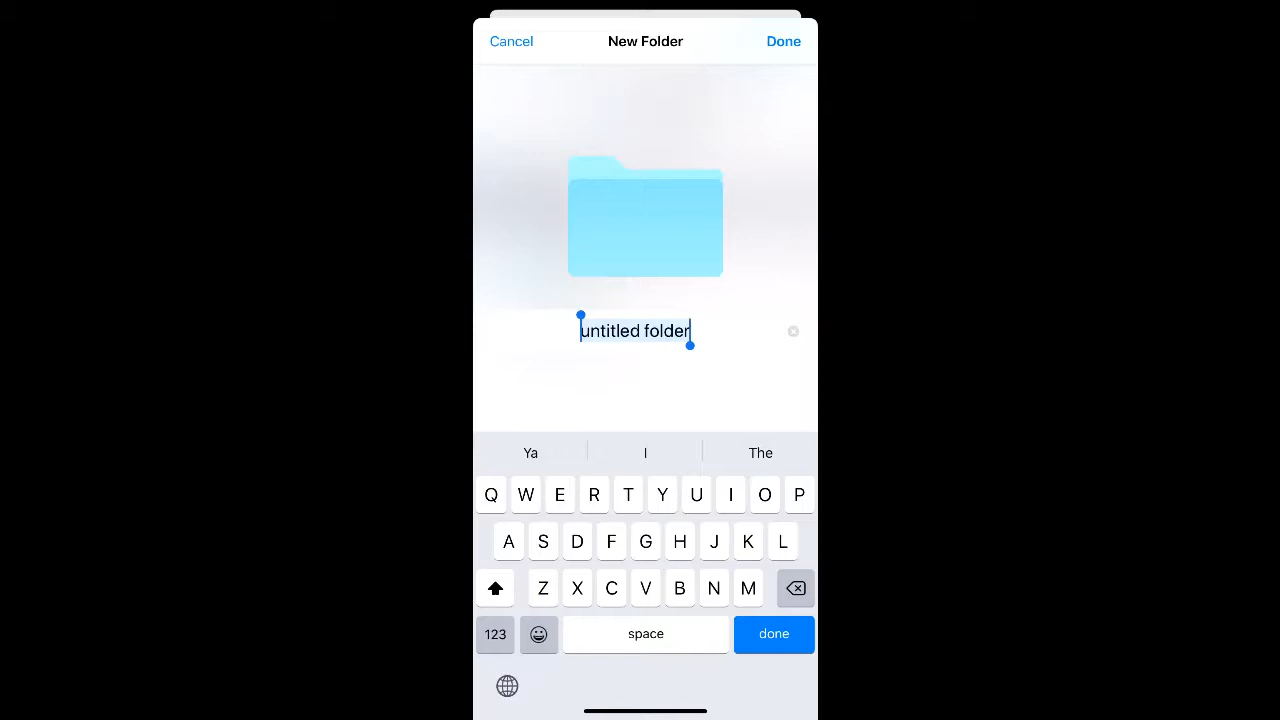 Cancel New Folder Done
untitled folder
Ya I The
Q W E R T Y U I O P
A S D F G H J K L
Z X C V B N M
123 space done